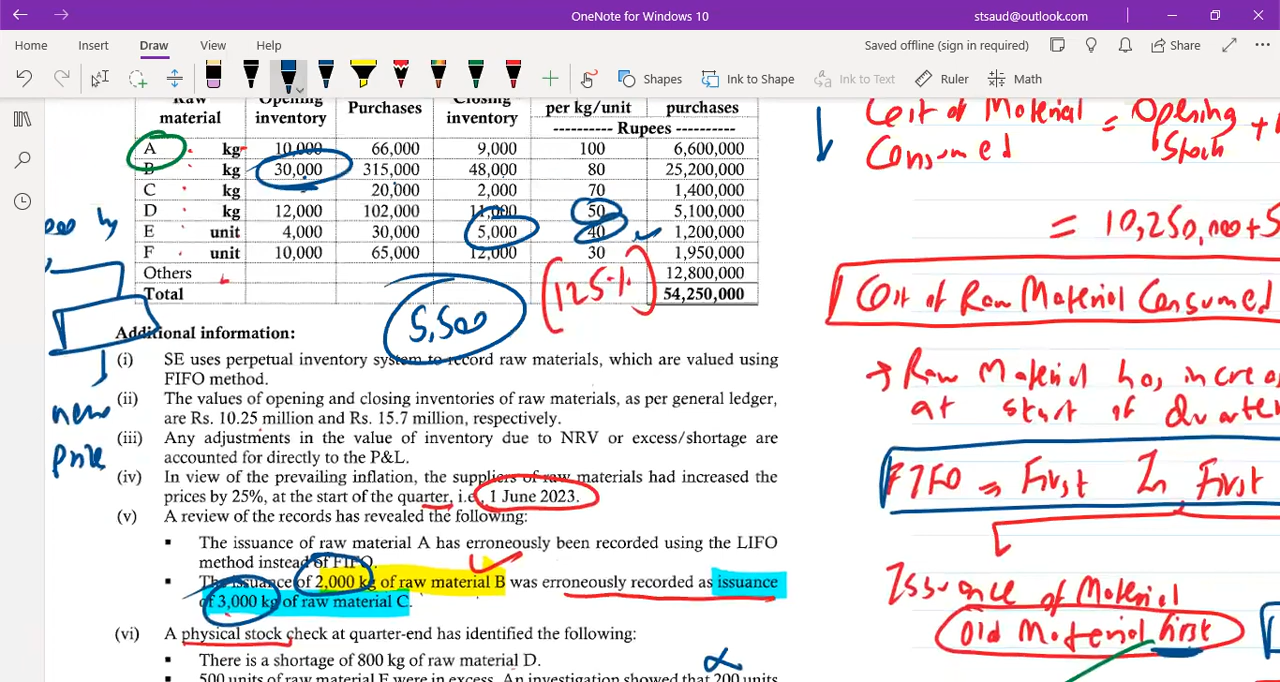 OneNote for Windows 10
stsaud@outlook.com
Home Insert Draw View Help
Saved offline (sign in required)
Share
Shapes
Ink to Shape
Ink to Text
Ruler
Math
Raw material Opening inventory Purchases Closing inventory per kg/unit purchases
---------- Rupees ----------
A kg 10,000 66,000 9,000 100 6,600,000
B kg 30,000 315,000 48,000 80 25,200,000
C kg - 20,000 2,000 70 1,400,000
D kg 12,000 102,000 11,000 50 5,100,000
E unit 4,000 30,000 5,000 40 1,200,000
F unit 10,000 65,000 12,000 30 1,950,000
Others 12,800,000
Total 54,250,000
(125%)
5,500
new
price
Additional information:
(i) SE uses perpetual inventory system to record raw materials, which are valued using
FIFO method.
(ii) The values of opening and closing inventories of raw materials, as per general ledger,
are Rs. 10.25 million and Rs. 15.7 million, respectively.
(iii) Any adjustments in the value of inventory due to NRV or excess/shortage are
accounted for directly to the P&L.
(iv) In view of the prevailing inflation, the suppliers of raw materials had increased the
prices by 25%, at the start of the quarter, i.e., 1 June 2023.
(v) A review of the records has revealed the following:
▪ The issuance of raw material A has erroneously been recorded using the LIFO
method instead of FIFO.
▪ The issuance of 2,000 kg of raw material B was erroneously recorded as issuance
of 3,000 kg of raw material C.
(vi) A physical stock check at quarter-end has identified the following:
▪ There is a shortage of 800 kg of raw material D.
▪ 500 units of raw material E were in excess. An investigation showed that 200 units
Cost of Material Consumed = Opening Stock +
= 10,250,000 + 5
Cost of Raw Material Consumed
→ Raw Material has increa
at start of Quarter
FIFO = First In First
Issuance of Material
Old Material first